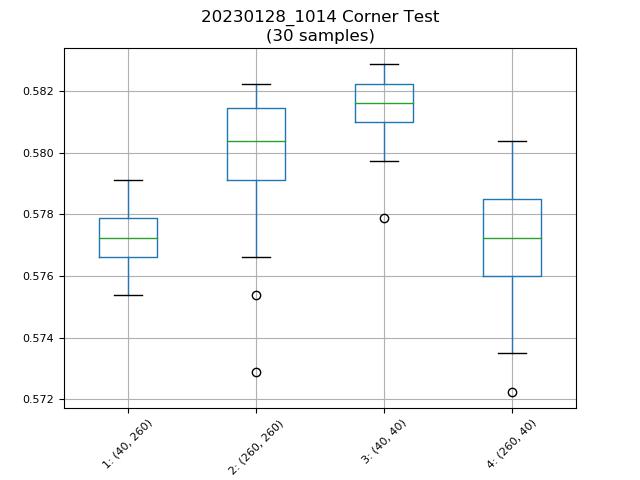 20230128_1014 Corner Test
(30 samples)
0.582
0.580
0.578
0.576
0.574
0.572
1: (40, 260)
2: (260, 260)
3: (40, 40)
4: (260, 40)